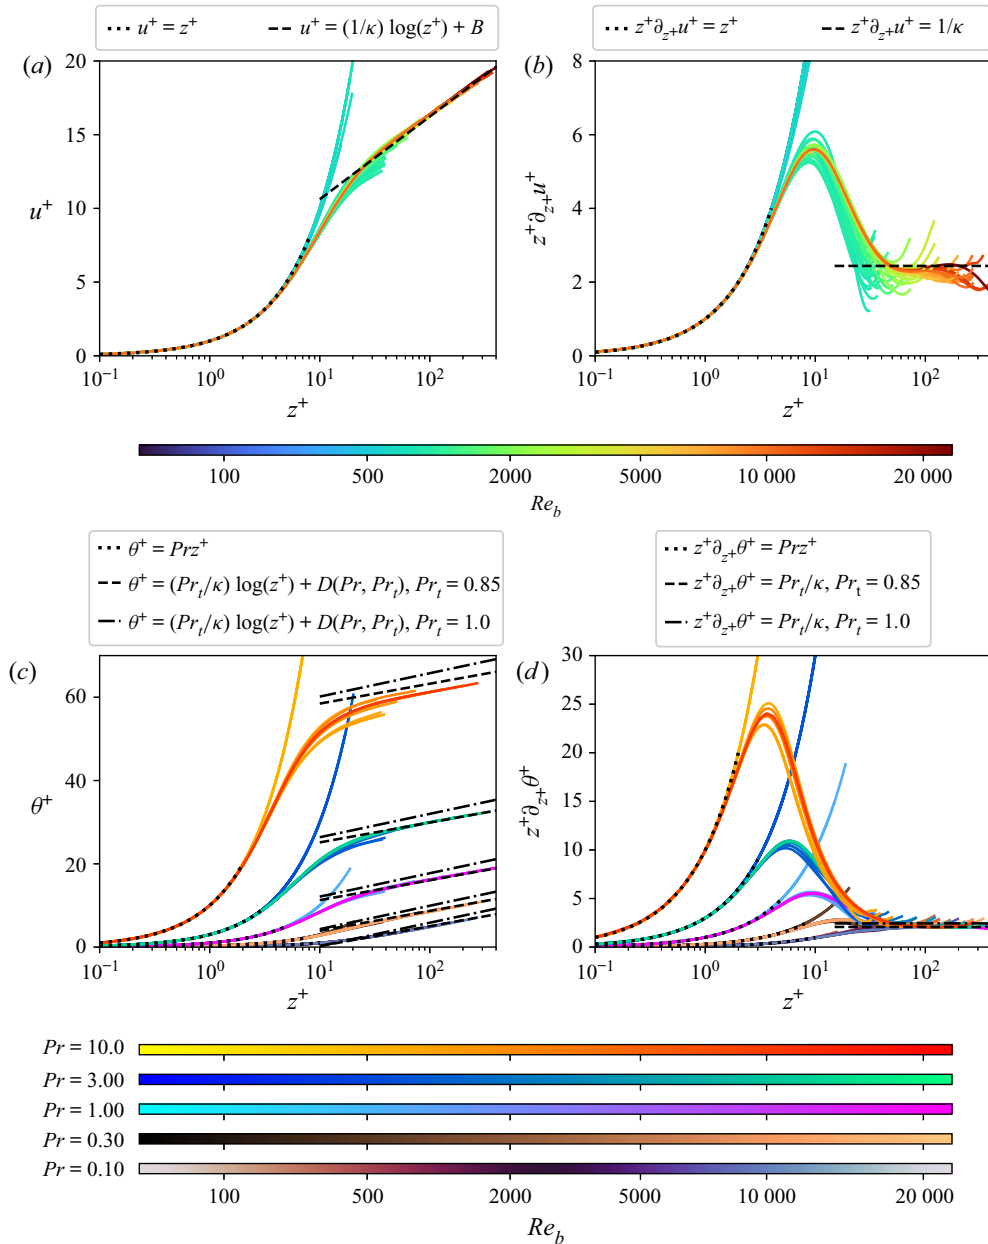 u⁺ = z⁺ u⁺ = (1/κ) log(z⁺) + B
z⁺∂z₊u⁺ = z⁺ z⁺∂z₊u⁺ = 1/κ
(a)
(b)
20
15
10
5
0
u⁺
10⁻¹ 10⁰ 10¹ 10²
z⁺
8
6
4
2
0
z⁺∂z₊u⁺
10⁻¹ 10⁰ 10¹ 10²
z⁺
100 500 2000 5000 10 000 20 000
Re_b
θ⁺ = Prz⁺
θ⁺ = (Pr_t/κ) log(z⁺) + D(Pr, Pr_t), Pr_t = 0.85
θ⁺ = (Pr_t/κ) log(z⁺) + D(Pr, Pr_t), Pr_t = 1.0
z⁺∂z₊θ⁺ = Prz⁺
z⁺∂z₊θ⁺ = Pr_t/κ, Pr_t = 0.85
z⁺∂z₊θ⁺ = Pr_t/κ, Pr_t = 1.0
(c)
(d)
60
40
20
0
θ⁺
10⁻¹ 10⁰ 10¹ 10²
z⁺
30
25
20
15
10
5
0
z⁺∂z₊θ⁺
10⁻¹ 10⁰ 10¹ 10²
z⁺
Pr = 10.0
Pr = 3.00
Pr = 1.00
Pr = 0.30
Pr = 0.10
100 500 2000 5000 10 000 20 000
Re_b